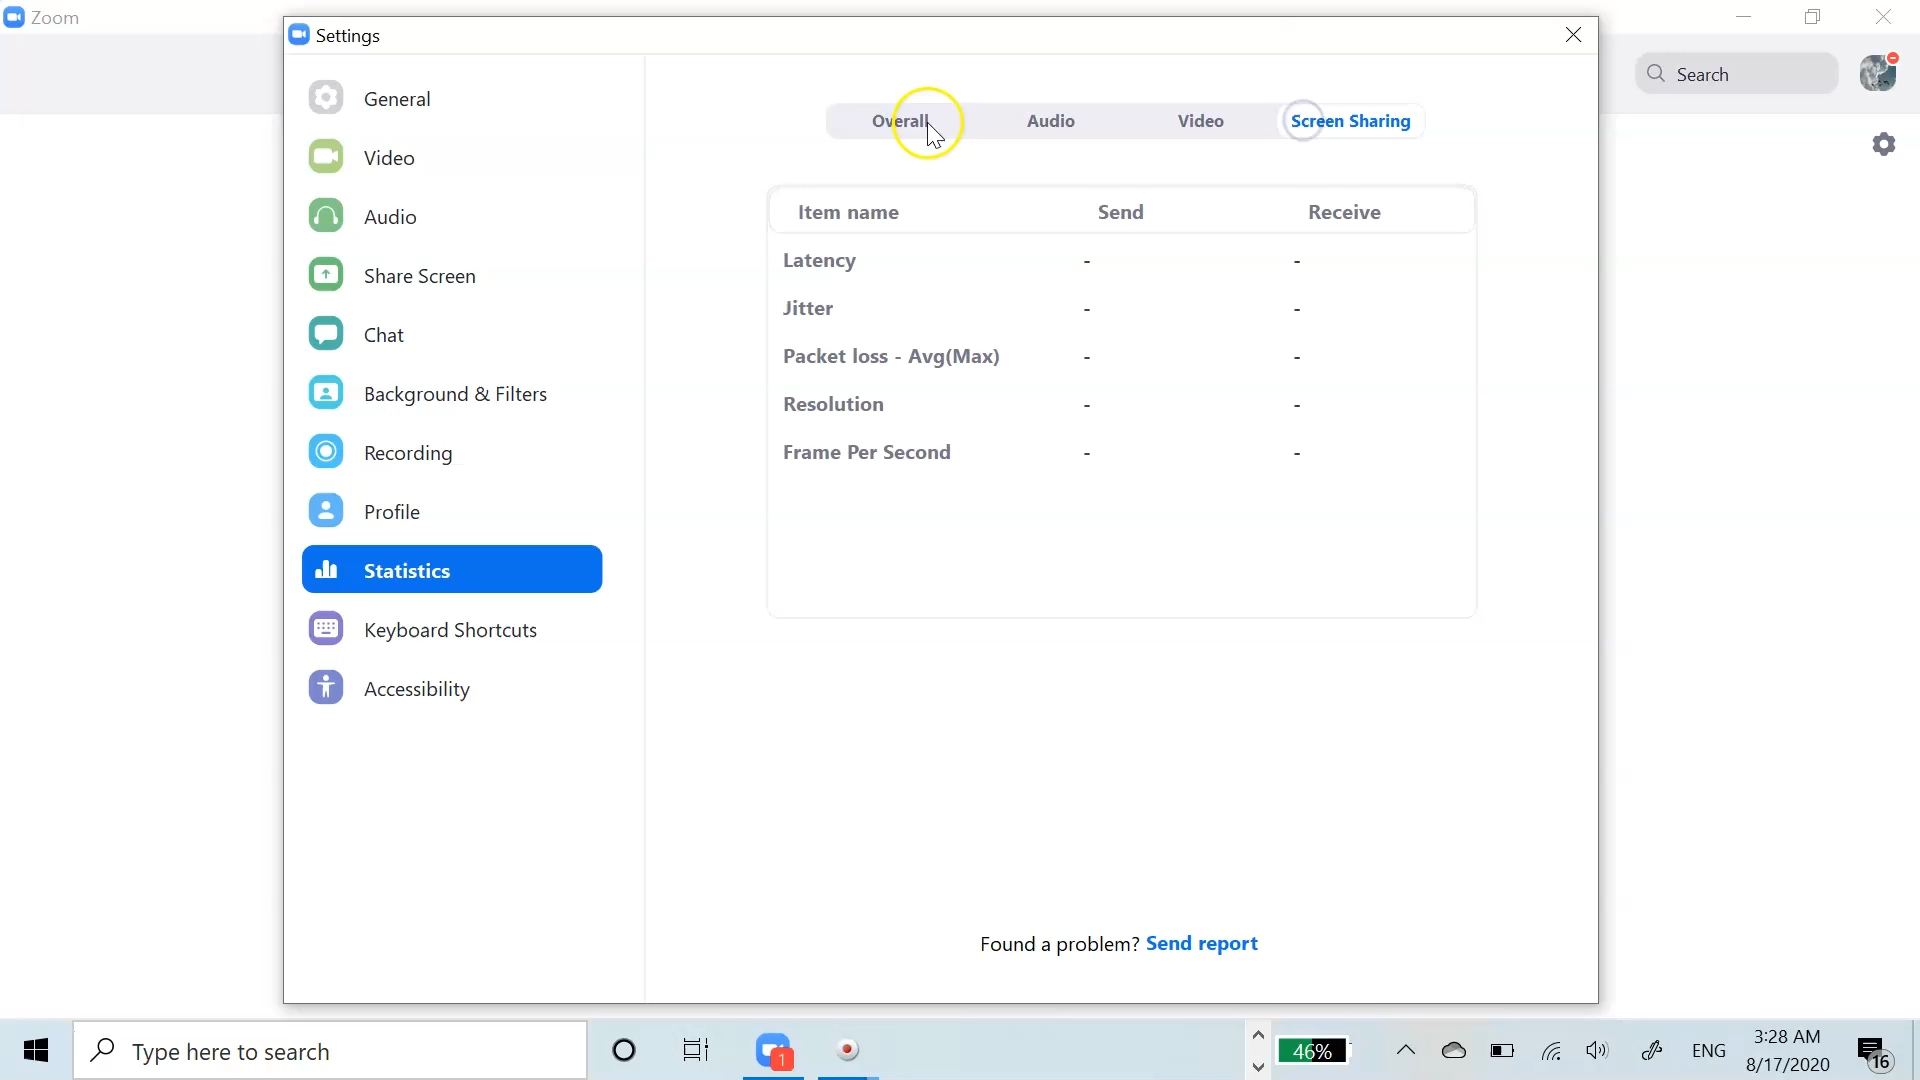 Zoom
Settings
Search
General
Video
Audio
Share Screen
Chat
Background & Filters
Recording
Profile
Statistics
Keyboard Shortcuts
Accessibility
Overall Audio Video Screen Sharing
Item name Send Receive
Latency - -
Jitter - -
Packet loss - Avg(Max) - -
Resolution - -
Frame Per Second - -
Found a problem? Send report
Type here to search
1
46%
ENG
3:28 AM
8/17/2020
16